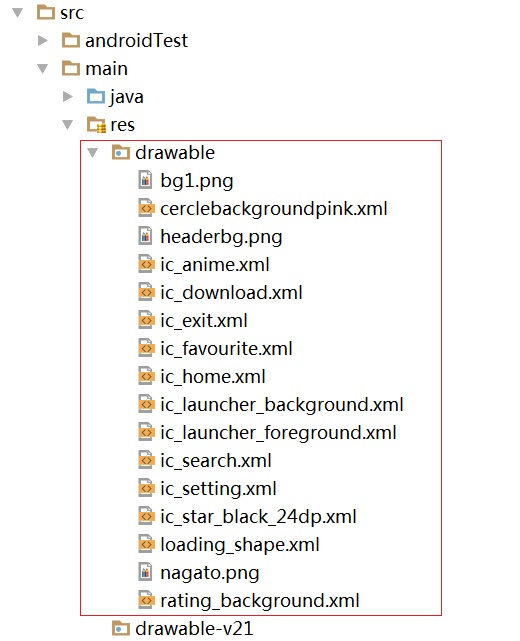 src
androidTest
main
java
res
drawable
bg1.png
cerclebackgroundpink.xml
headerbg.png
ic_anime.xml
ic_download.xml
ic_exit.xml
ic_favourite.xml
ic_home.xml
ic_launcher_background.xml
ic_launcher_foreground.xml
ic_search.xml
ic_setting.xml
ic_star_black_24dp.xml
loading_shape.xml
nagato.png
rating_background.xml
drawable-v21